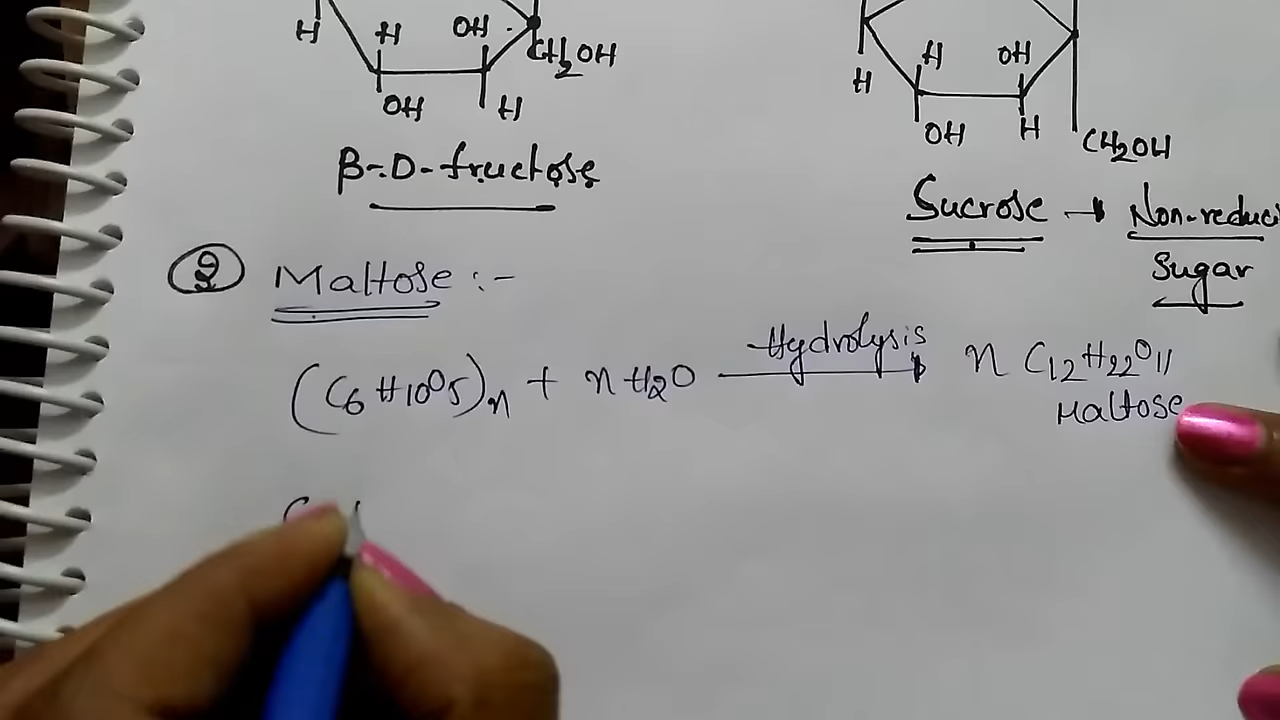 H H OH CH2OH
OH H
β-D-fructose
H OH
H
OH H CH2OH
Sucrose → Non-reduci
Sugar
② Maltose :-
(C6H10O5)n + nH2O Hydrolysis → n C12H22O11
Maltose
C